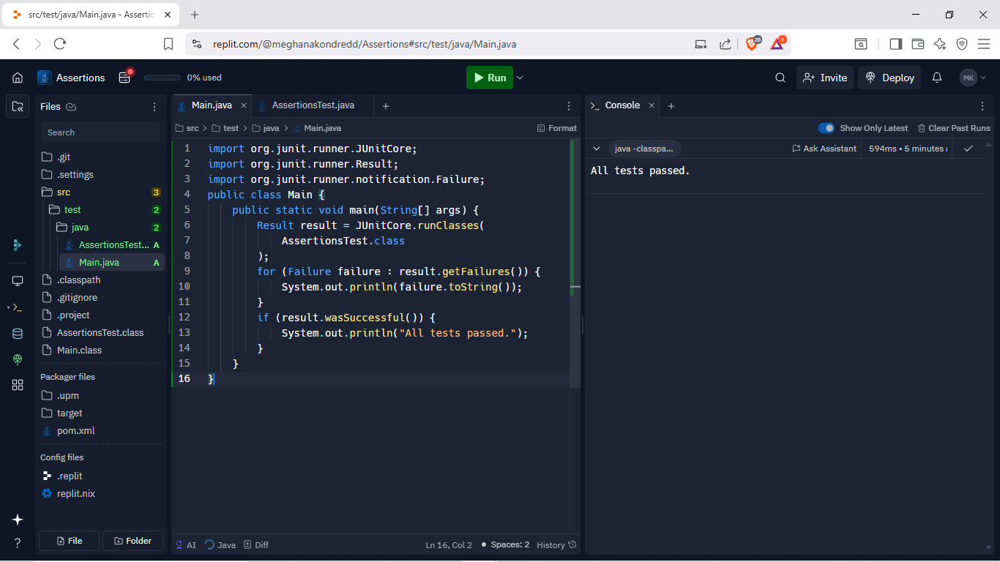 src/test/java/Main.java - Assertio
replit.com/@meghanakondredd/Assertions#src/test/java/Main.java
20
1
Assertions
0% used
Run
Invite
Deploy
MK
Files
Search
.git
.settings
src 3
test 2
java 2
AssertionsTest... A
Main.java A
.classpath
.gitignore
.project
AssertionsTest.class
Main.class
Packager files
.upm
target
pom.xml
Config files
.replit
replit.nix
File
Folder
Main.java
AssertionsTest.java
src > test > java > Main.java
Format
1 import org.junit.runner.JUnitCore;
2 import org.junit.runner.Result;
3 import org.junit.runner.notification.Failure;
4 public class Main {
5 public static void main(String[] args) {
6 Result result = JUnitCore.runClasses(
7 AssertionsTest.class
8 );
9 for (Failure failure : result.getFailures()) {
10 System.out.println(failure.toString());
11 }
12 if (result.wasSuccessful()) {
13 System.out.println("All tests passed.");
14 }
15 }
16 }
AI
Java
Diff
Ln 16, Col 2
Spaces: 2
History
Console
Show Only Latest
Clear Past Runs
java -classpa...
Ask Assistant
594ms • 5 minutes a
All tests passed.